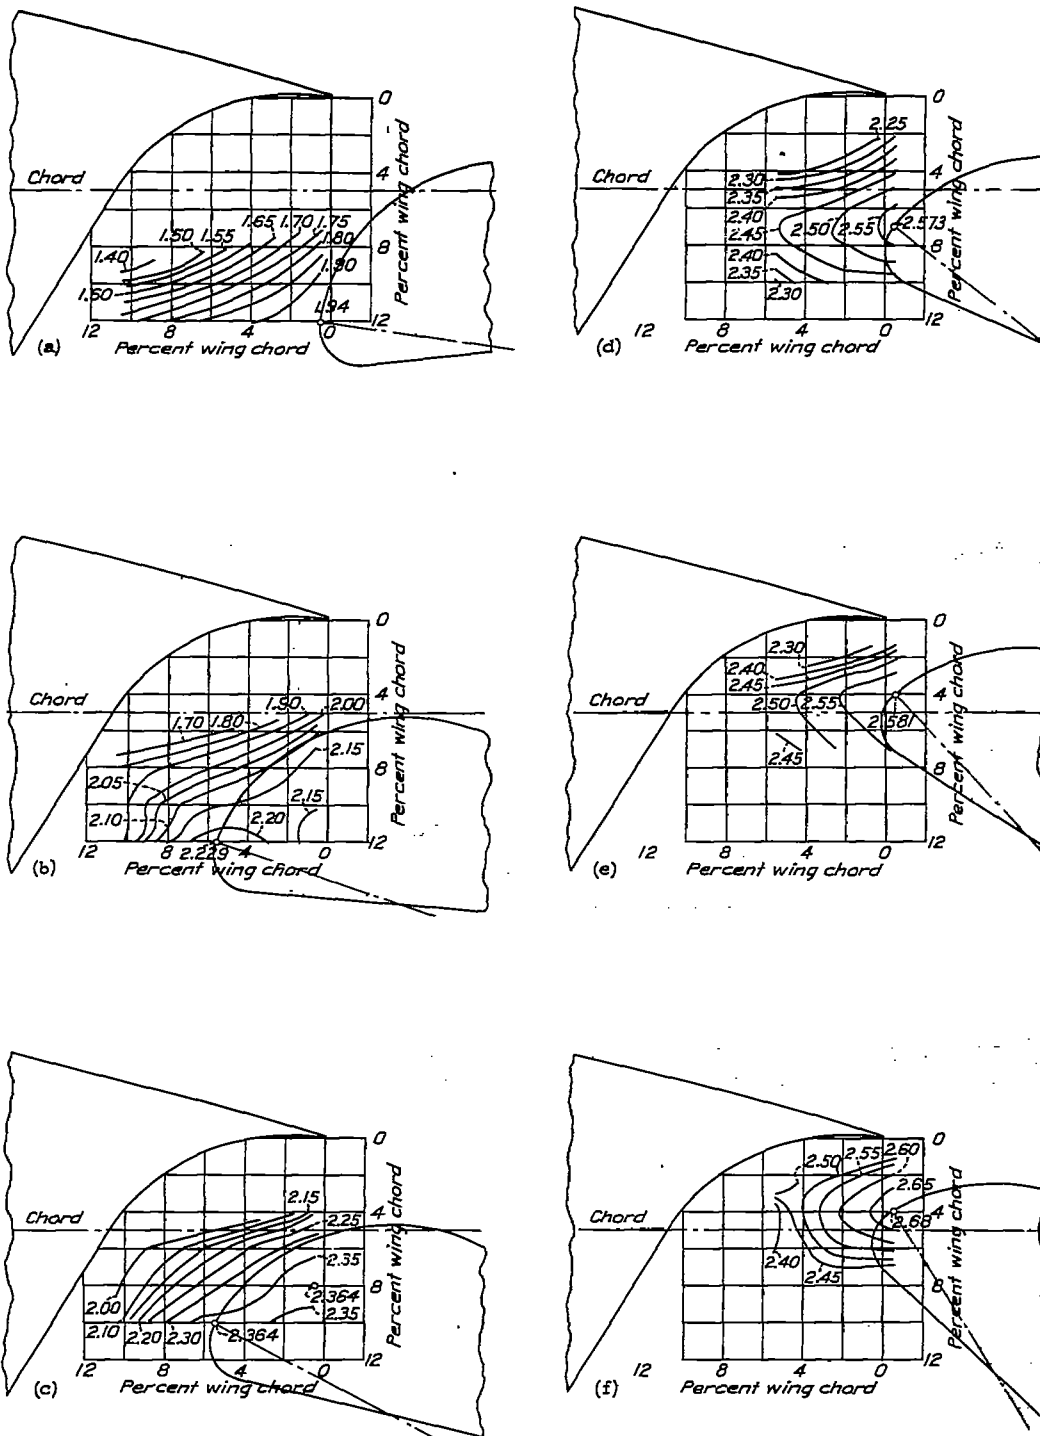 0
4
8
12
Percent wing chord
Chord
1.65 1.70 1.75
1.50 1.55
1.80
1.40
1.90
1.60
1.94
12 8 4 0
(a) Percent wing chord
0
4
8
12
Percent wing chord
Chord
2.25
2.30
2.35
2.40
2.45
2.50 2.55 2.573
2.40
2.35
2.30
12 8 4 0
(d) Percent wing chord
0
4
8
12
Percent wing chord
Chord
1.90 2.00
1.70 1.80
2.15
2.05
2.15
2.10
2.20
2.229
12 8 4 0
(b) Percent wing chord
0
4
8
12
Percent wing chord
Chord
2.30
2.40
2.45
2.50 2.55
2.581
2.45
12 8 4 0
(e) Percent wing chord
0
4
8
12
Percent wing chord
Chord
2.15
2.25
2.35
2.364
2.00
2.35
2.10 2.20 2.30
2.364
12 8 4 0
(c) Percent wing chord
0
4
8
12
Percent wing chord
Chord
2.50 2.55 2.60
2.65
2.68
2.40
2.45
12 8 4 0
(f) Percent wing chord